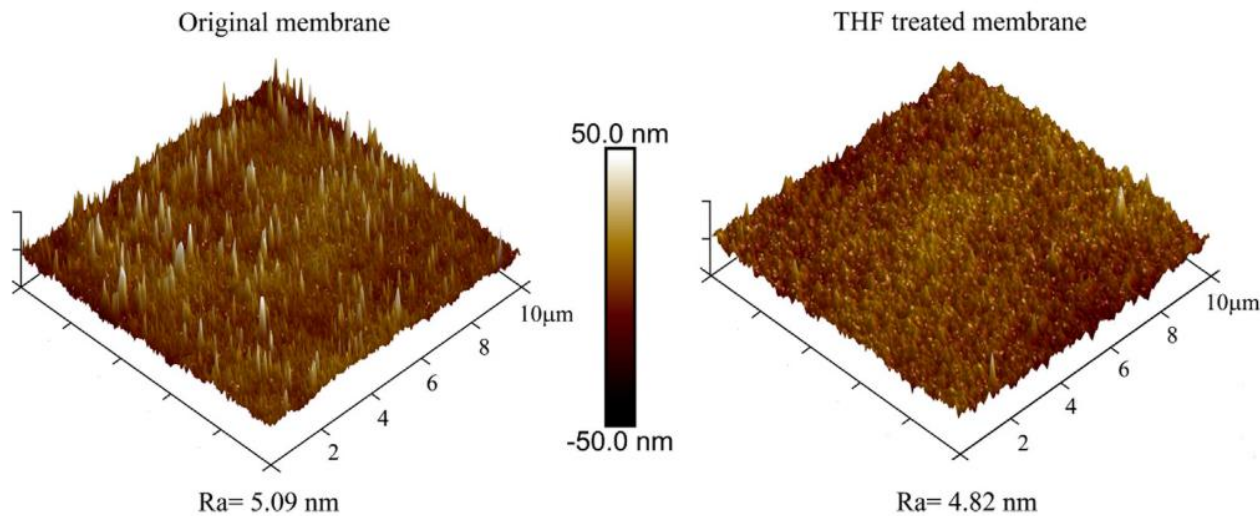 Original membrane
THF treated membrane
50.0 nm
-50.0 nm
2
4
6
8
10μm
2
4
6
8
10μm
Ra= 5.09 nm
Ra= 4.82 nm